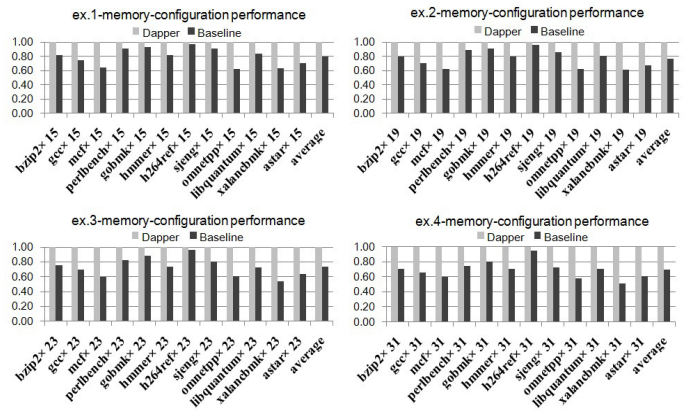 ex.1-memory-configuration performance
Dapper Baseline
1.00
0.80
0.60
0.40
0.20
0.00
bzip2× 15
gcc× 15
mcf× 15
perlbench× 15
gobmk× 15
hmmer× 15
h264ref× 15
sjeng× 15
omnetpp× 15
libquantum× 15
xalancbmk× 15
astar× 15
average
ex.2-memory-configuration performance
Dapper Baseline
1.00
0.80
0.60
0.40
0.20
0.00
bzip2× 19
gcc× 19
mcf× 19
perlbench× 19
gobmk× 19
hmmer× 19
h264ref× 19
sjeng× 19
omnetpp× 19
libquantum× 19
xalancbmk× 19
astar× 19
average
ex.3-memory-configuration performance
Dapper Baseline
1.00
0.80
0.60
0.40
0.20
0.00
bzip2× 23
gcc× 23
mcf× 23
perlbench× 23
gobmk× 23
hmmer× 23
h264ref× 23
sjeng× 23
omnetpp× 23
libquantum× 23
xalancbmk× 23
astar× 23
average
ex.4-memory-configuration performance
Dapper Baseline
1.00
0.80
0.60
0.40
0.20
0.00
bzip2× 31
gcc× 31
mcf× 31
perlbench× 31
gobmk× 31
hmmer× 31
h264ref× 31
sjeng× 31
omnetpp× 31
libquantum× 31
xalancbmk× 31
astar× 31
average